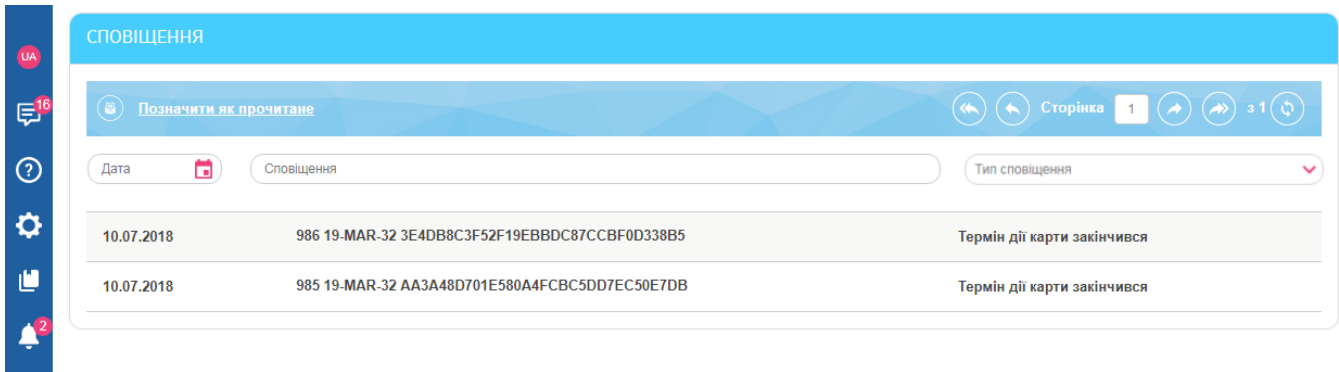 СПОВІЩЕННЯ
UA
16
2
Позначити як прочитане
Сторінка 1 з 1
Дата Сповіщення Тип сповіщення
10.07.2018 986 19-MAR-32 3E4DB8C3F52F19EBBDC87CCBF0D338B5 Термін дії карти закінчився
10.07.2018 985 19-MAR-32 AA3A48D701E580A4FCBC5DD7EC50E7DB Термін дії карти закінчився